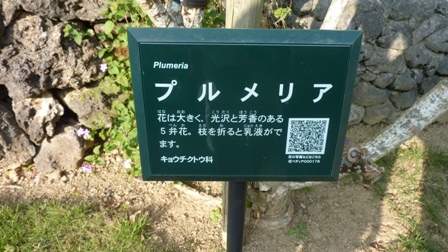 Plumeria
プルメリア
花は大きく、光沢と芳香のある
5弁花。枝を折ると乳液がで
ます。
キョウチクトウ科